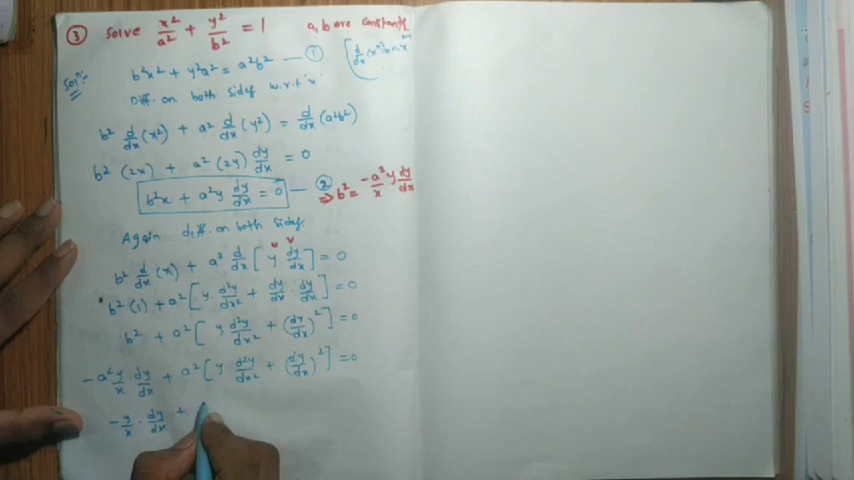 ③ Solve x²/a² + y²/b² = 1 a, b are constants
Soln:- b²x² + y²a² = a²b² — ① [d/dx (xⁿ) = n.x
Diff. on both sides w.r.t 'x'
b² d/dx (x²) + a² d/dx (y²) = d/dx (a²b²)
b² (2x) + a² (2y) dy/dx = 0
b²x + a²y dy/dx = 0 — ② ⇒ b² = -a²/x y dy/dx
Again diff. on both sides
u v
b² d/dx (x) + a² d/dx [ y dy/dx ] = 0
b² (1) + a² [ y. d²y/dx² + dy/dx . dy/dx ] = 0
b² + a² [ y d²y/dx² + (dy/dx)² ] = 0
-a² y/x . dy/dx + a² [ y d²y/dx² + (dy/dx)² ] = 0
-y/x . dy/dx +